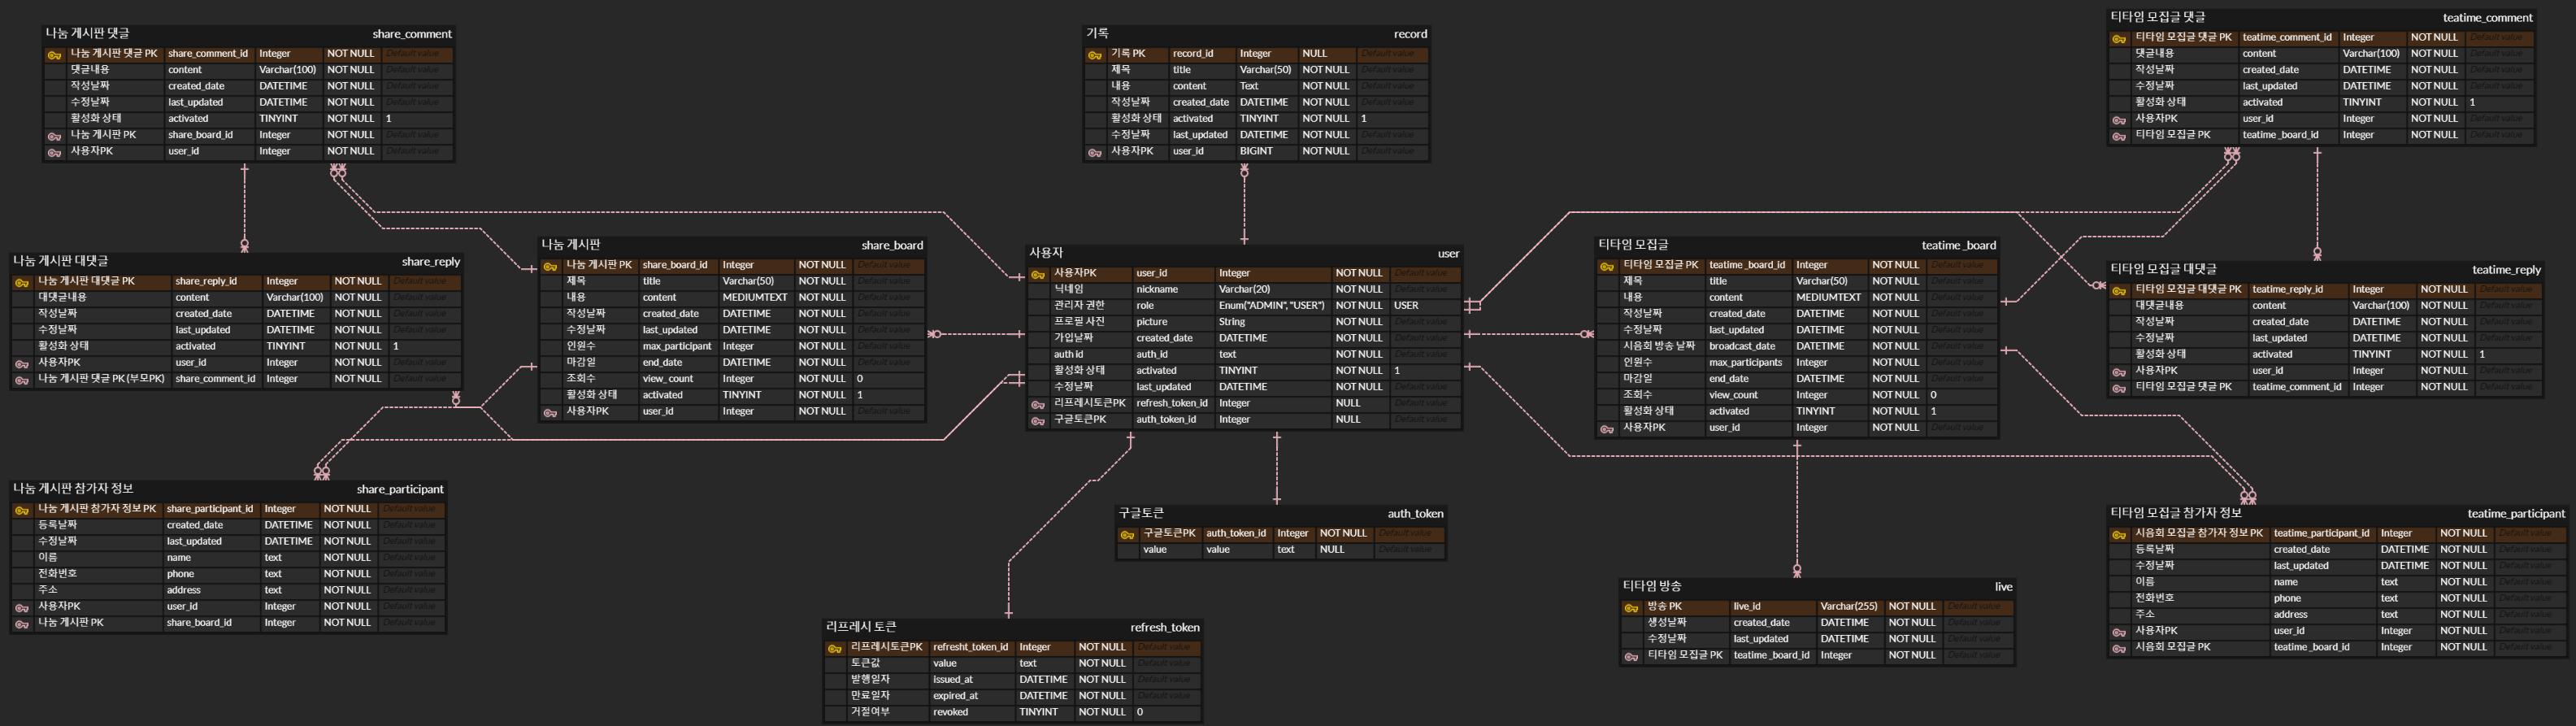 나눔 게시판 댓글 share_comment
나눔 게시판 댓글 PK share_comment_id Integer NOT NULL Default value
댓글내용 content Varchar(100) NOT NULL Default value
작성날짜 created_date DATETIME NOT NULL Default value
수정날짜 last_updated DATETIME NOT NULL Default value
활성화 상태 activated TINYINT NOT NULL 1
나눔 게시판 PK share_board_id Integer NOT NULL Default value
사용자PK user_id Integer NOT NULL Default value
기록 record
기록 PK record_id Integer NULL Default value
제목 title Varchar(50) NOT NULL Default value
내용 content Text NOT NULL Default value
작성날짜 created_date DATETIME NOT NULL Default value
활성화 상태 activated TINYINT NOT NULL 1
수정날짜 last_updated DATETIME NOT NULL Default value
사용자PK user_id BIGINT NOT NULL Default value
티타임 모집글 댓글 teatime_comment
티타임 모집글 댓글 PK teatime_comment_id Integer NOT NULL Default value
댓글내용 content Varchar(100) NOT NULL Default value
작성날짜 created_date DATETIME NOT NULL Default value
수정날짜 last_updated DATETIME NOT NULL Default value
활성화 상태 activated TINYINT NOT NULL 1
사용자PK user_id Integer NOT NULL Default value
티타임 모집글 PK teatime_board_id Integer NOT NULL Default value
나눔 게시판 대댓글 share_reply
나눔 게시판 대댓글 PK share_reply_id Integer NOT NULL Default value
대댓글내용 content Varchar(100) NOT NULL Default value
작성날짜 created_date DATETIME NOT NULL Default value
수정날짜 last_updated DATETIME NOT NULL Default value
활성화 상태 activated TINYINT NOT NULL 1
사용자PK user_id Integer NOT NULL Default value
나눔 게시판 댓글 PK (부모PK) share_comment_id Integer NOT NULL Default value
나눔 게시판 share_board
나눔 게시판 PK share_board_id Integer NOT NULL Default value
제목 title Varchar(50) NOT NULL Default value
내용 content MEDIUMTEXT NOT NULL Default value
작성날짜 created_date DATETIME NOT NULL Default value
수정날짜 last_updated DATETIME NOT NULL Default value
인원수 max_participant Integer NOT NULL Default value
마감일 end_date DATETIME NOT NULL Default value
조회수 view_count Integer NOT NULL 0
활성화 상태 activated TINYINT NOT NULL 1
사용자PK user_id Integer NOT NULL Default value
사용자 user
사용자PK user_id Integer NOT NULL Default value
닉네임 nickname Varchar(20) NOT NULL Default value
관리자 권한 role Enum("ADMIN","USER") NOT NULL USER
프로필 사진 picture String NOT NULL Default value
가입날짜 created_date DATETIME NOT NULL Default value
auth id auth_id text NOT NULL Default value
활성화 상태 activated TINYINT NOT NULL 1
수정날짜 last_updated DATETIME NOT NULL Default value
리프레시토큰PK refresh_token_id Integer NULL Default value
구글토큰PK auth_token_id Integer NULL Default value
티타임 모집글 teatime_board
티타임 모집글 PK teatime_board_id Integer NOT NULL Default value
제목 title Varchar(50) NOT NULL Default value
내용 content MEDIUMTEXT NOT NULL Default value
작성날짜 created_date DATETIME NOT NULL Default value
수정날짜 last_updated DATETIME NOT NULL Default value
시음회 방송 날짜 broadcast_date DATETIME NOT NULL Default value
인원수 max_participants Integer NOT NULL Default value
마감일 end_date DATETIME NOT NULL Default value
조회수 view_count Integer NOT NULL 0
활성화 상태 activated TINYINT NOT NULL 1
사용자PK user_id Integer NOT NULL Default value
티타임 모집글 대댓글 teatime_reply
티타임 모집글 대댓글 PK teatime_reply_id Integer NOT NULL Default value
대댓글내용 content Varchar(100) NOT NULL Default value
작성날짜 created_date DATETIME NOT NULL Default value
수정날짜 last_updated DATETIME NOT NULL Default value
활성화 상태 activated TINYINT NOT NULL 1
사용자PK user_id Integer NOT NULL Default value
티타임 모집글 댓글 PK teatime_comment_id Integer NOT NULL Default value
나눔 게시판 참가자 정보 share_participant
나눔 게시판 참가자 정보 PK share_participant_id Integer NOT NULL Default value
등록날짜 created_date DATETIME NOT NULL Default value
수정날짜 last_updated DATETIME NOT NULL Default value
이름 name text NOT NULL Default value
전화번호 phone text NOT NULL Default value
주소 address text NOT NULL Default value
사용자PK user_id Integer NOT NULL Default value
나눔 게시판 PK share_board_id Integer NOT NULL Default value
구글토큰 auth_token
구글토큰PK auth_token_id Integer NOT NULL Default value
value value text NULL Default value
리프레시 토큰 refresh_token
리프레시토큰PK refresht_token_id Integer NOT NULL Default value
토큰값 value text NOT NULL Default value
발행일자 issued_at DATETIME NOT NULL Default value
만료일자 expired_at DATETIME NOT NULL Default value
거절여부 revoked TINYINT NOT NULL 0
티타임 방송 live
방송 PK live_id Varchar(255) NOT NULL Default value
생성날짜 created_date DATETIME NOT NULL Default value
수정날짜 last_updated DATETIME NOT NULL Default value
티타임 모집글 PK teatime_board_id Integer NOT NULL Default value
티타임 모집글 참가자 정보 teatime_participant
시음회 모집글 참가자 정보 PK teatime_participant_id Integer NOT NULL Default value
등록날짜 created_date DATETIME NOT NULL Default value
수정날짜 last_updated DATETIME NOT NULL Default value
이름 name text NOT NULL Default value
전화번호 phone text NOT NULL Default value
주소 address text NOT NULL Default value
사용자PK user_id Integer NOT NULL Default value
시음회 모집글 PK teatime_board_id Integer NOT NULL Default value